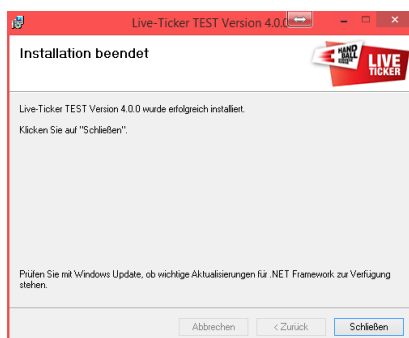 Live-Ticker TEST Version 4.0.0
Installation beendet
HAND
BALL
LIVE
TICKER
Live-Ticker TEST Version 4.0.0 wurde erfolgreich installiert.
Klicken Sie auf "Schließen".
Prüfen Sie mit Windows Update, ob wichtige Aktualisierungen für .NET Framework zur Verfügung
stehen.
Abbrechen < Zurück Schließen